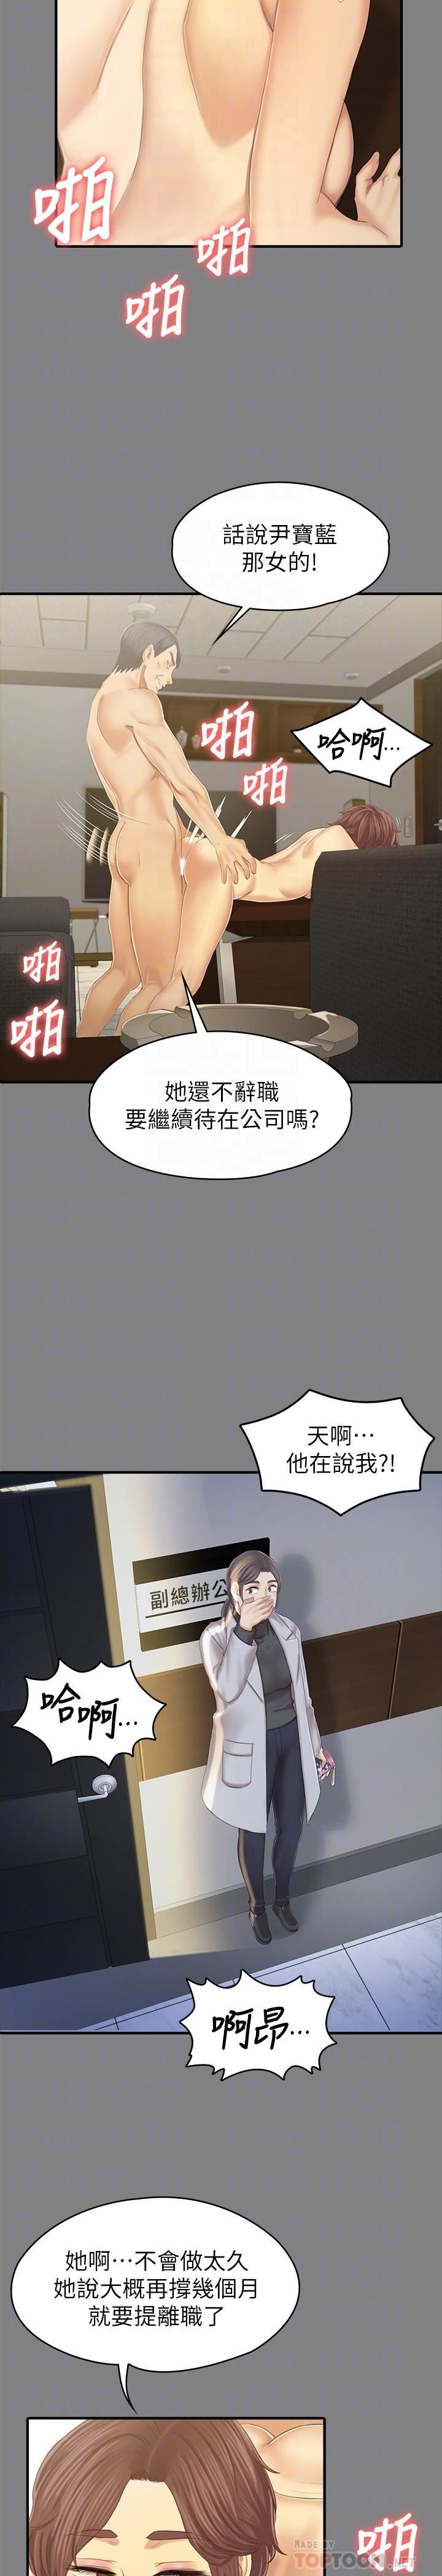 啪
啪
啪
話說尹寶藍
那女的!
啪
啪
哈啊…
啪
啪
她還不辭職
要繼續待在公司嗎?
天啊…
他在說我?!
副總辦公
哈啊…
啊昂…
她啊…不會做太久
她說大概再撐幾個月
就要提離職了
啪
MADE BY
TOPTOON